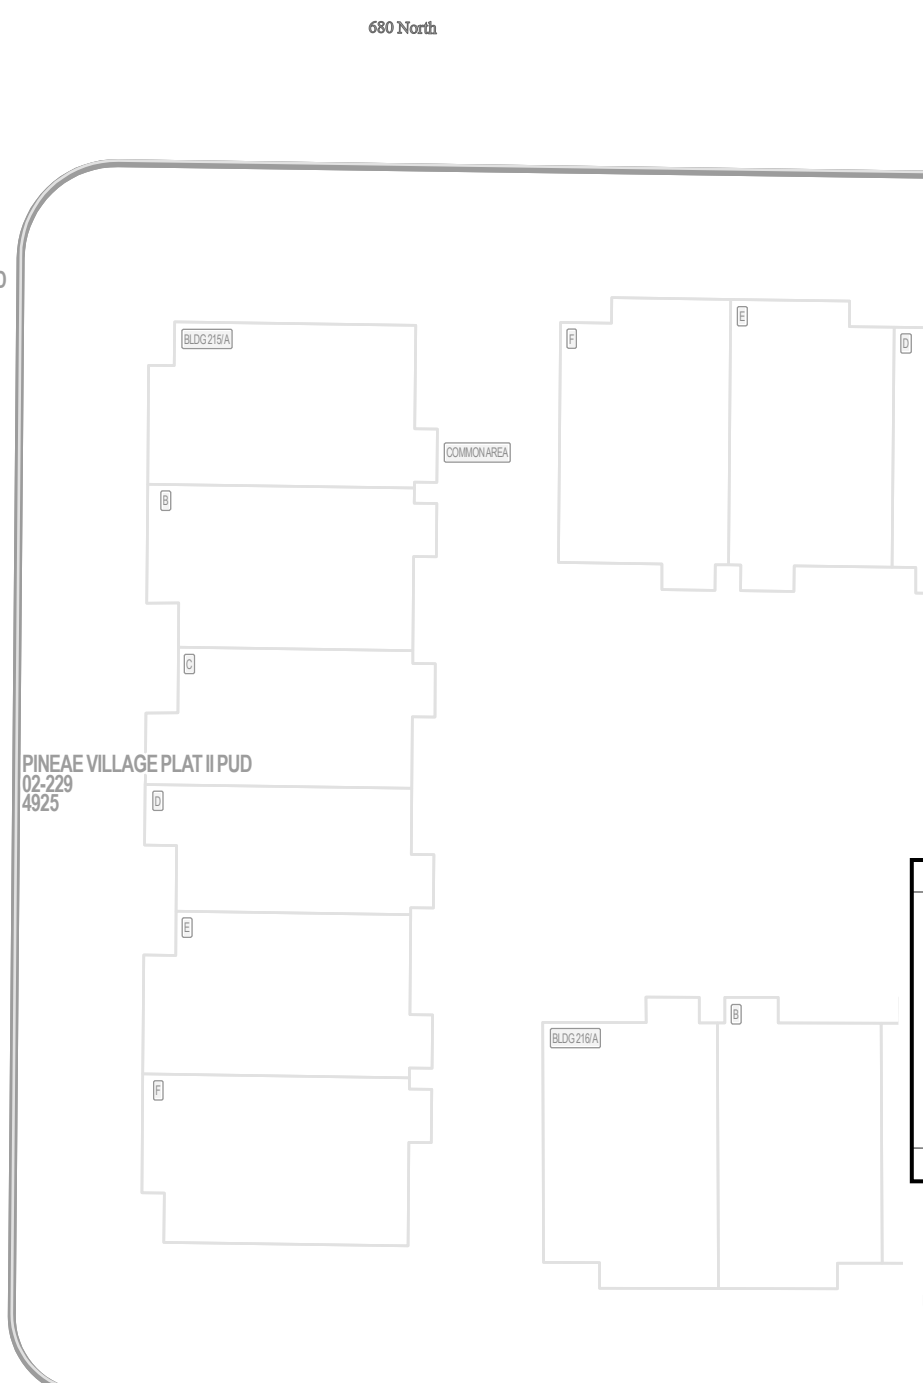 680 North
BLDG 215/A
F
E
D
COMMON AREA
B
C
PINEAE VILLAGE PLAT II PUD
02-229
4925
D
E
BLDG 216/A
B
F